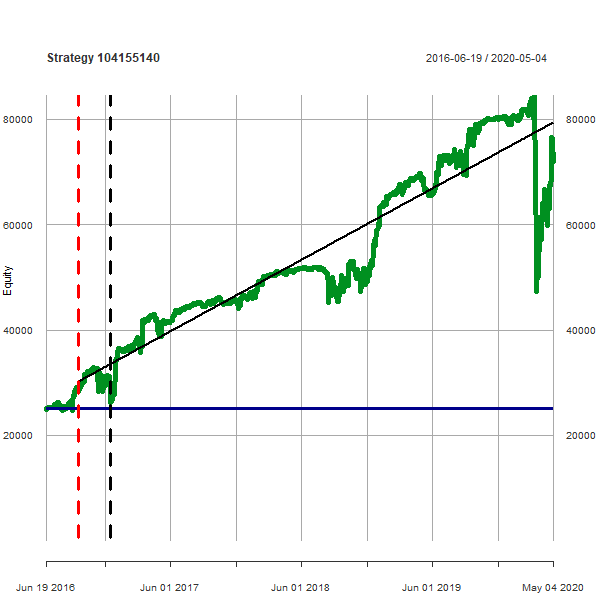 Strategy 104155140
2016-06-19 / 2020-05-04
80000
80000
60000
60000
Equity
40000
40000
20000
20000
Jun 19 2016
Jun 01 2017
Jun 01 2018
Jun 01 2019
May 04 2020